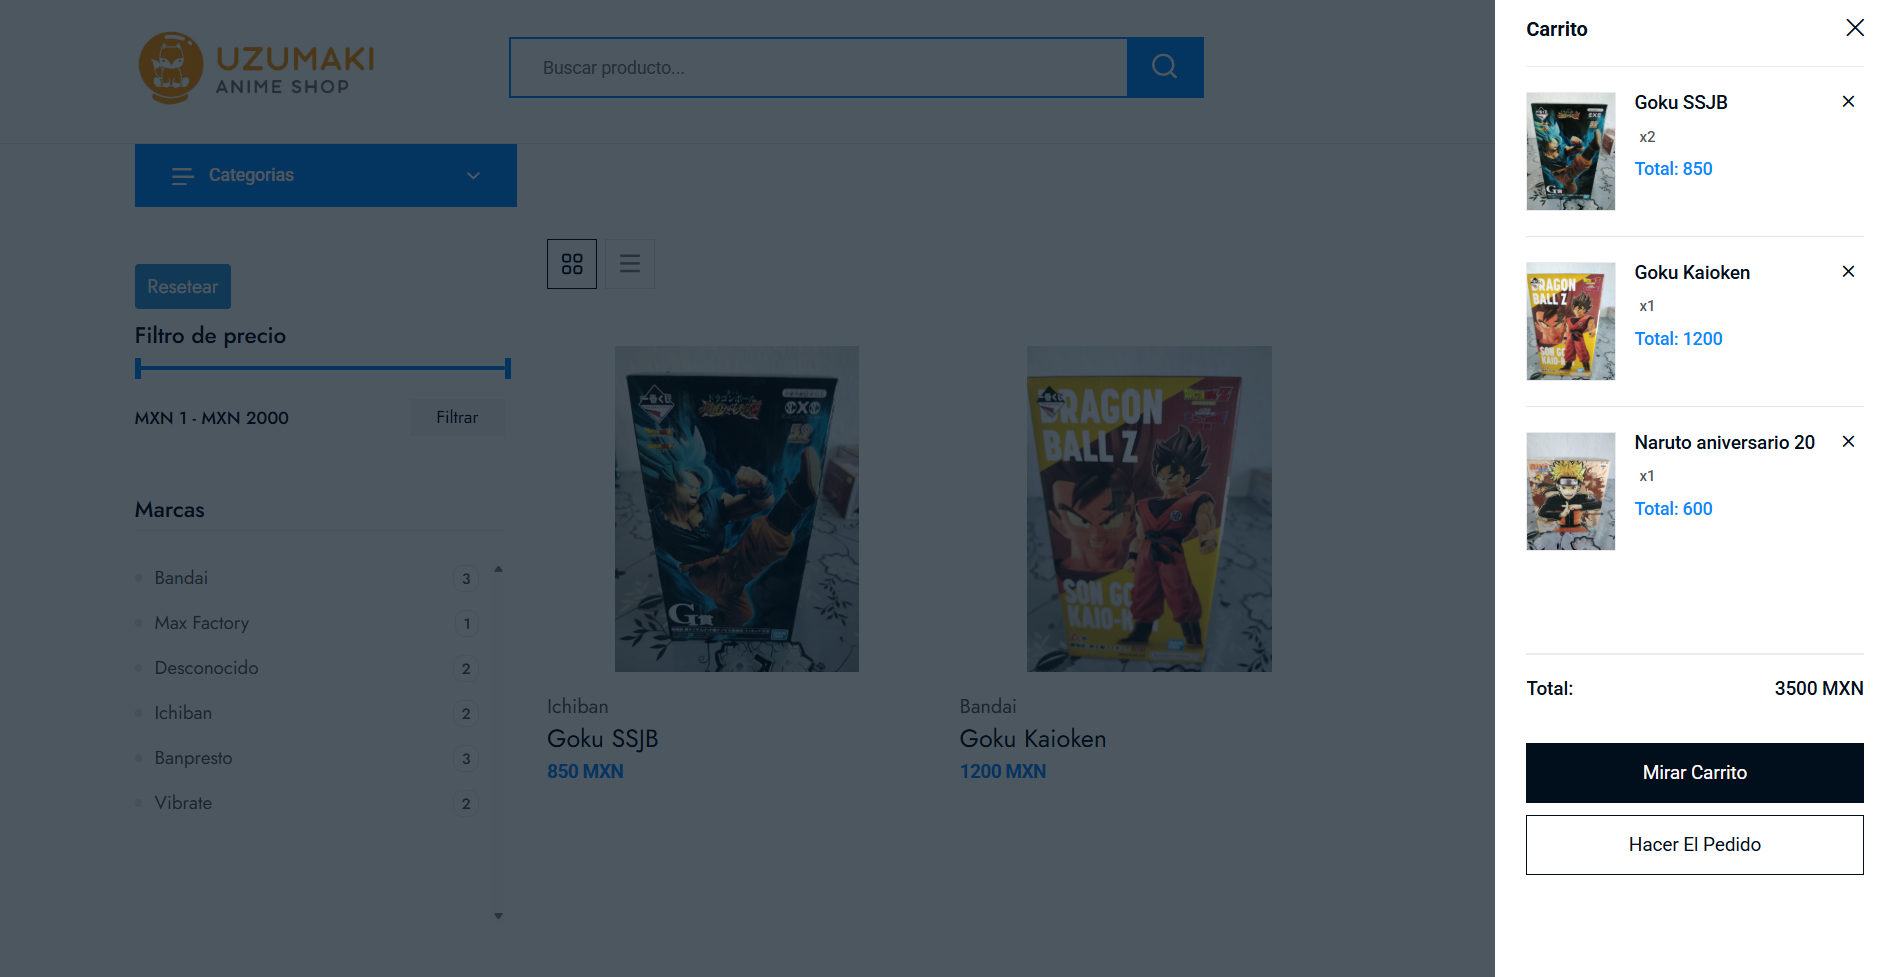 UZUMAKI
ANIME SHOP
Buscar producto...
Categorias
Resetear
Filtro de precio
MXN 1 - MXN 2000
Filtrar
Marcas
Bandai 3
Max Factory 1
Desconocido 2
Ichiban 2
Banpresto 3
Vibrate 2
G賞
Ichiban
Goku SSJB
850 MXN
DRAGON
BALL Z
SON GO
KAIO-K
Bandai
Goku Kaioken
1200 MXN
Carrito
Goku SSJB
x2
Total: 850
Goku Kaioken
x1
Total: 1200
Naruto aniversario 20
x1
Total: 600
Total: 3500 MXN
Mirar Carrito
Hacer El Pedido